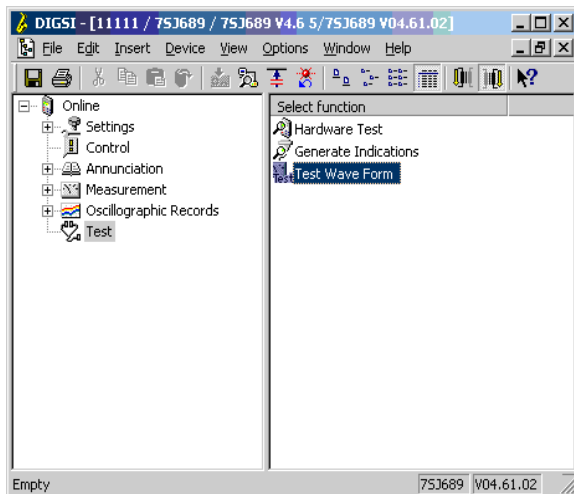 DIGSI - [11111 / 7SJ689 / 7SJ689 V4.6 5/7SJ689 V04.61.02]
File Edit Insert Device View Options Window Help
Online
Settings
Control
Annunciation
Measurement
Oscillographic Records
Test
Select function
Hardware Test
Generate Indications
Test Wave Form
Empty
7SJ689 V04.61.02